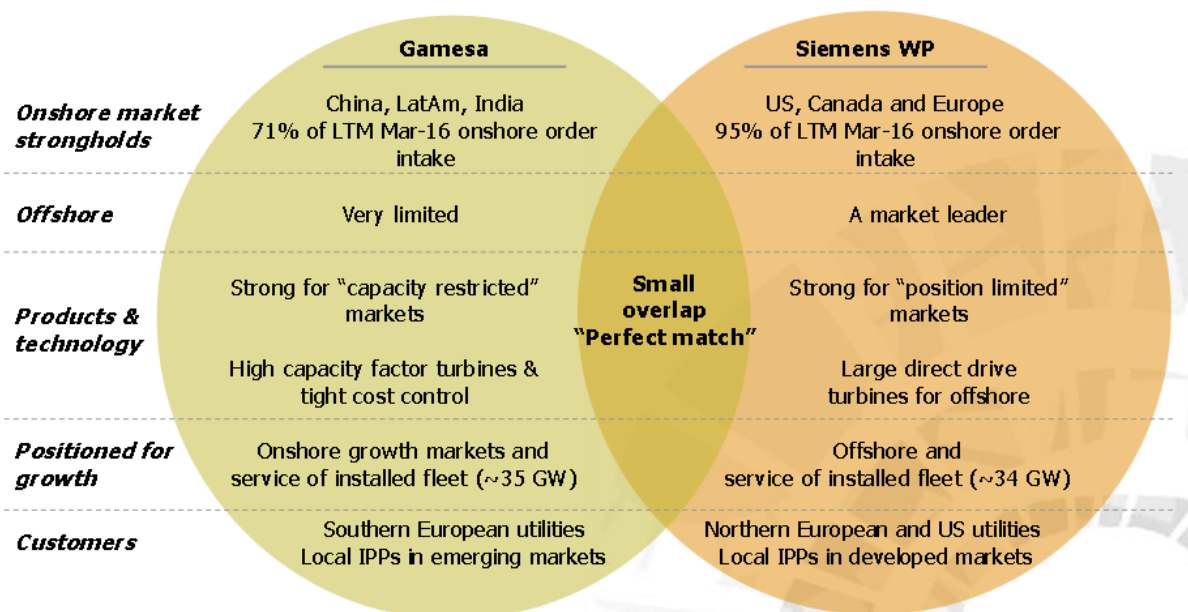 Gamesa
Siemens WP
Onshore market
strongholds
China, LatAm, India
71% of LTM Mar-16 onshore order
intake
US, Canada and Europe
95% of LTM Mar-16 onshore order
intake
Offshore
Very limited
A market leader
Products &
technology
Strong for “capacity restricted”
markets
High capacity factor turbines &
tight cost control
Small
overlap
“Perfect match”
Strong for “position limited”
markets
Large direct drive
turbines for offshore
Positioned for
growth
Onshore growth markets and
service of installed fleet (~35 GW)
Offshore and
service of installed fleet (~34 GW)
Customers
Southern European utilities
Local IPPs in emerging markets
Northern European and US utilities
Local IPPs in developed markets